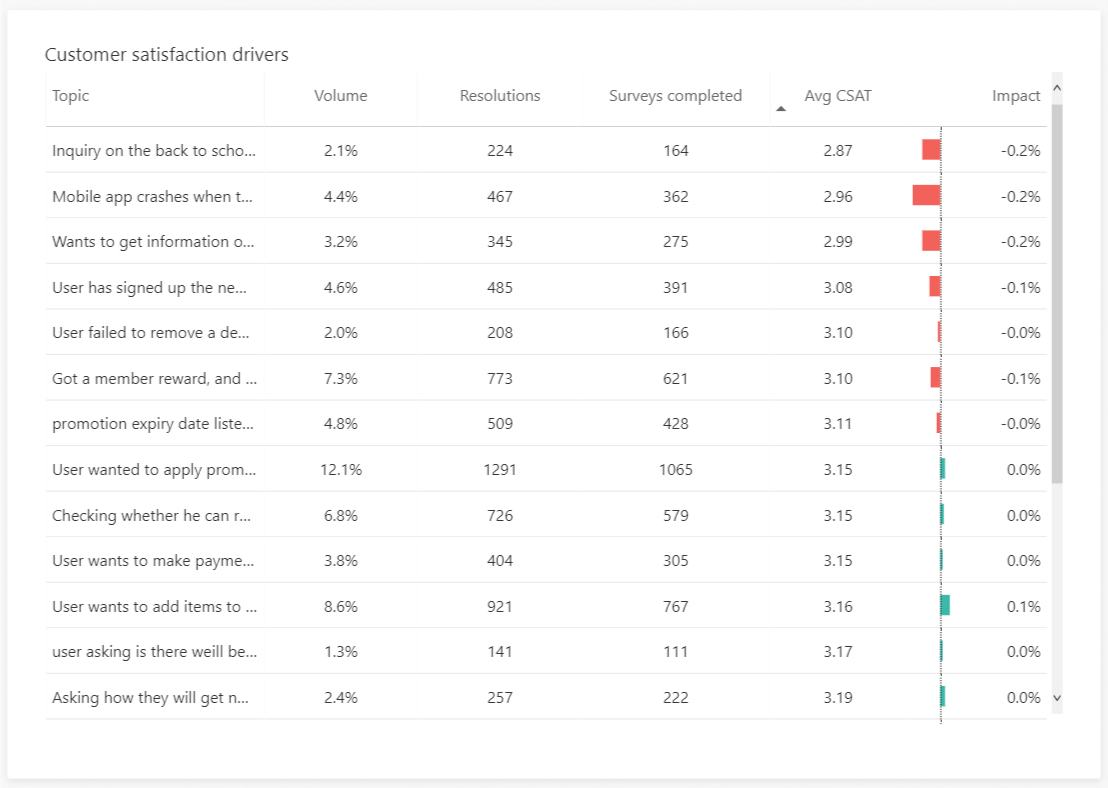 Customer satisfaction drivers
Topic Volume Resolutions Surveys completed Avg CSAT Impact
Inquiry on the back to scho... 2.1% 224 164 2.87 -0.2%
Mobile app crashes when t... 4.4% 467 362 2.96 -0.2%
Wants to get information o... 3.2% 345 275 2.99 -0.2%
User has signed up the ne... 4.6% 485 391 3.08 -0.1%
User failed to remove a de... 2.0% 208 166 3.10 -0.0%
Got a member reward, and ... 7.3% 773 621 3.10 -0.1%
promotion expiry date liste... 4.8% 509 428 3.11 -0.0%
User wanted to apply prom... 12.1% 1291 1065 3.15 0.0%
Checking whether he can r... 6.8% 726 579 3.15 0.0%
User wants to make payme... 3.8% 404 305 3.15 0.0%
User wants to add items to ... 8.6% 921 767 3.16 0.1%
user asking is there weill be... 1.3% 141 111 3.17 0.0%
Asking how they will get n... 2.4% 257 222 3.19 0.0%